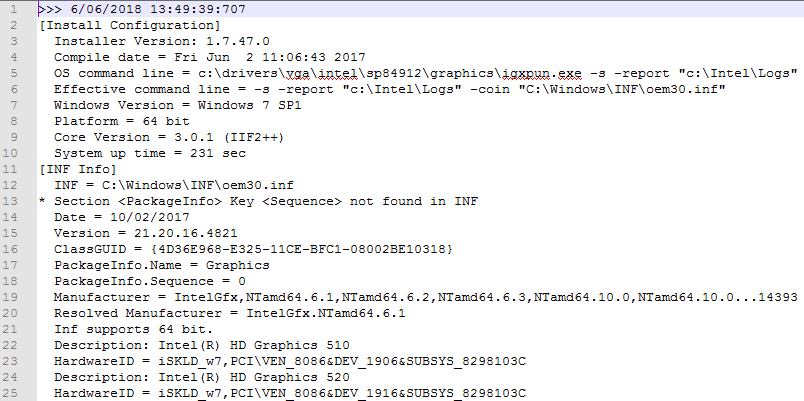 1 >>> 6/06/2018 13:49:39:707
2 [Install Configuration]
3 Installer Version: 1.7.47.0
4 Compile date = Fri Jun  2 11:06:43 2017
5 OS command line = c:\drivers\vga\intel\sp84912\graphics\igxpun.exe -s -report "c:\Intel\Logs"
6 Effective command line = -s -report "c:\Intel\Logs" -coin "C:\Windows\INF\oem30.inf"
7 Windows Version = Windows 7 SP1
8 Platform = 64 bit
9 Core Version = 3.0.1 (IIF2++)
10 System up time = 231 sec
11 [INF Info]
12 INF = C:\Windows\INF\oem30.inf
13 * Section <PackageInfo> Key <Sequence> not found in INF
14 Date = 10/02/2017
15 Version = 21.20.16.4821
16 ClassGUID = {4D36E968-E325-11CE-BFC1-08002BE10318}
17 PackageInfo.Name = Graphics
18 PackageInfo.Sequence = 0
19 Manufacturer = IntelGfx,NTamd64.6.1,NTamd64.6.2,NTamd64.6.3,NTamd64.10.0,NTamd64.10.0...14393
20 Resolved Manufacturer = IntelGfx.NTamd64.6.1
21 Inf supports 64 bit.
22 Description: Intel(R) HD Graphics 510
23 HardwareID = iSKLD_w7,PCI\VEN_8086&DEV_1906&SUBSYS_8298103C
24 Description: Intel(R) HD Graphics 520
25 HardwareID = iSKLD_w7,PCI\VEN_8086&DEV_1916&SUBSYS_8298103C